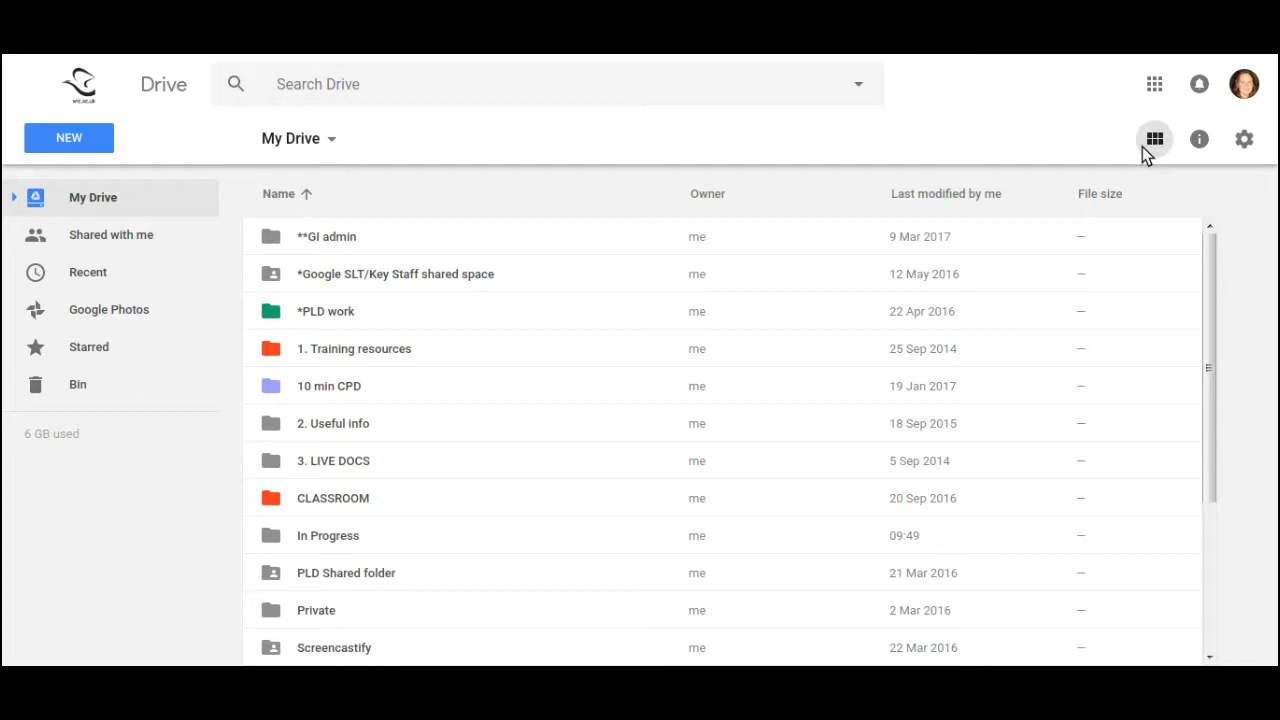 wlc.ac.uk
Drive
Search Drive
NEW
My Drive
My Drive
Shared with me
Recent
Google Photos
Starred
Bin
6 GB used
Name Owner Last modified by me File size
**GI admin me 9 Mar 2017 —
*Google SLT/Key Staff shared space me 12 May 2016 —
*PLD work me 22 Apr 2016 —
1. Training resources me 25 Sep 2014 —
10 min CPD me 19 Jan 2017 —
2. Useful info me 18 Sep 2015 —
3. LIVE DOCS me 5 Sep 2014 —
CLASSROOM me 20 Sep 2016 —
In Progress me 09:49 —
PLD Shared folder me 21 Mar 2016 —
Private me 2 Mar 2016 —
Screencastify me 22 Mar 2016 —